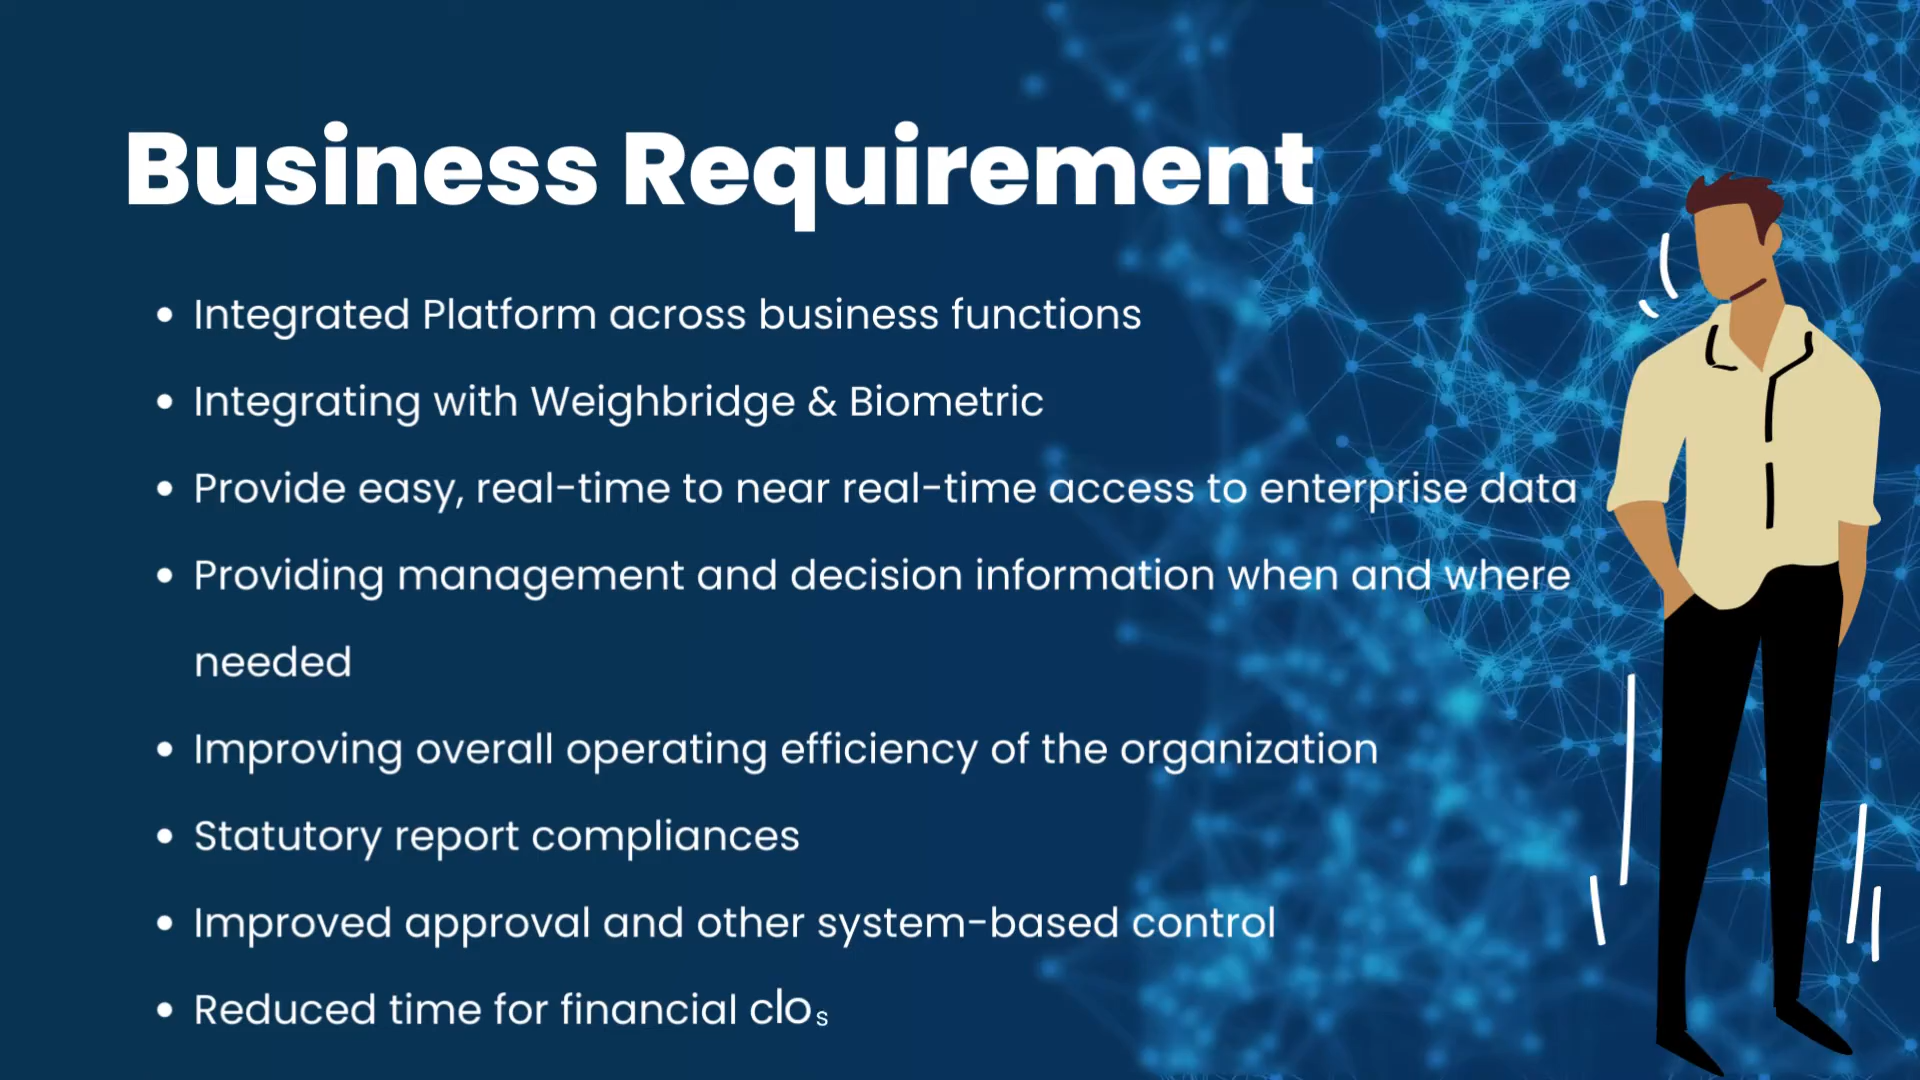 Business Requirement
• Integrated Platform across business functions
• Integrating with Weighbridge & Biometric
• Provide easy, real-time to near real-time access to enterprise data
• Providing management and decision information when and where
needed
• Improving overall operating efficiency of the organization
• Statutory report compliances
• Improved approval and other system-based control
• Reduced time for financial clos